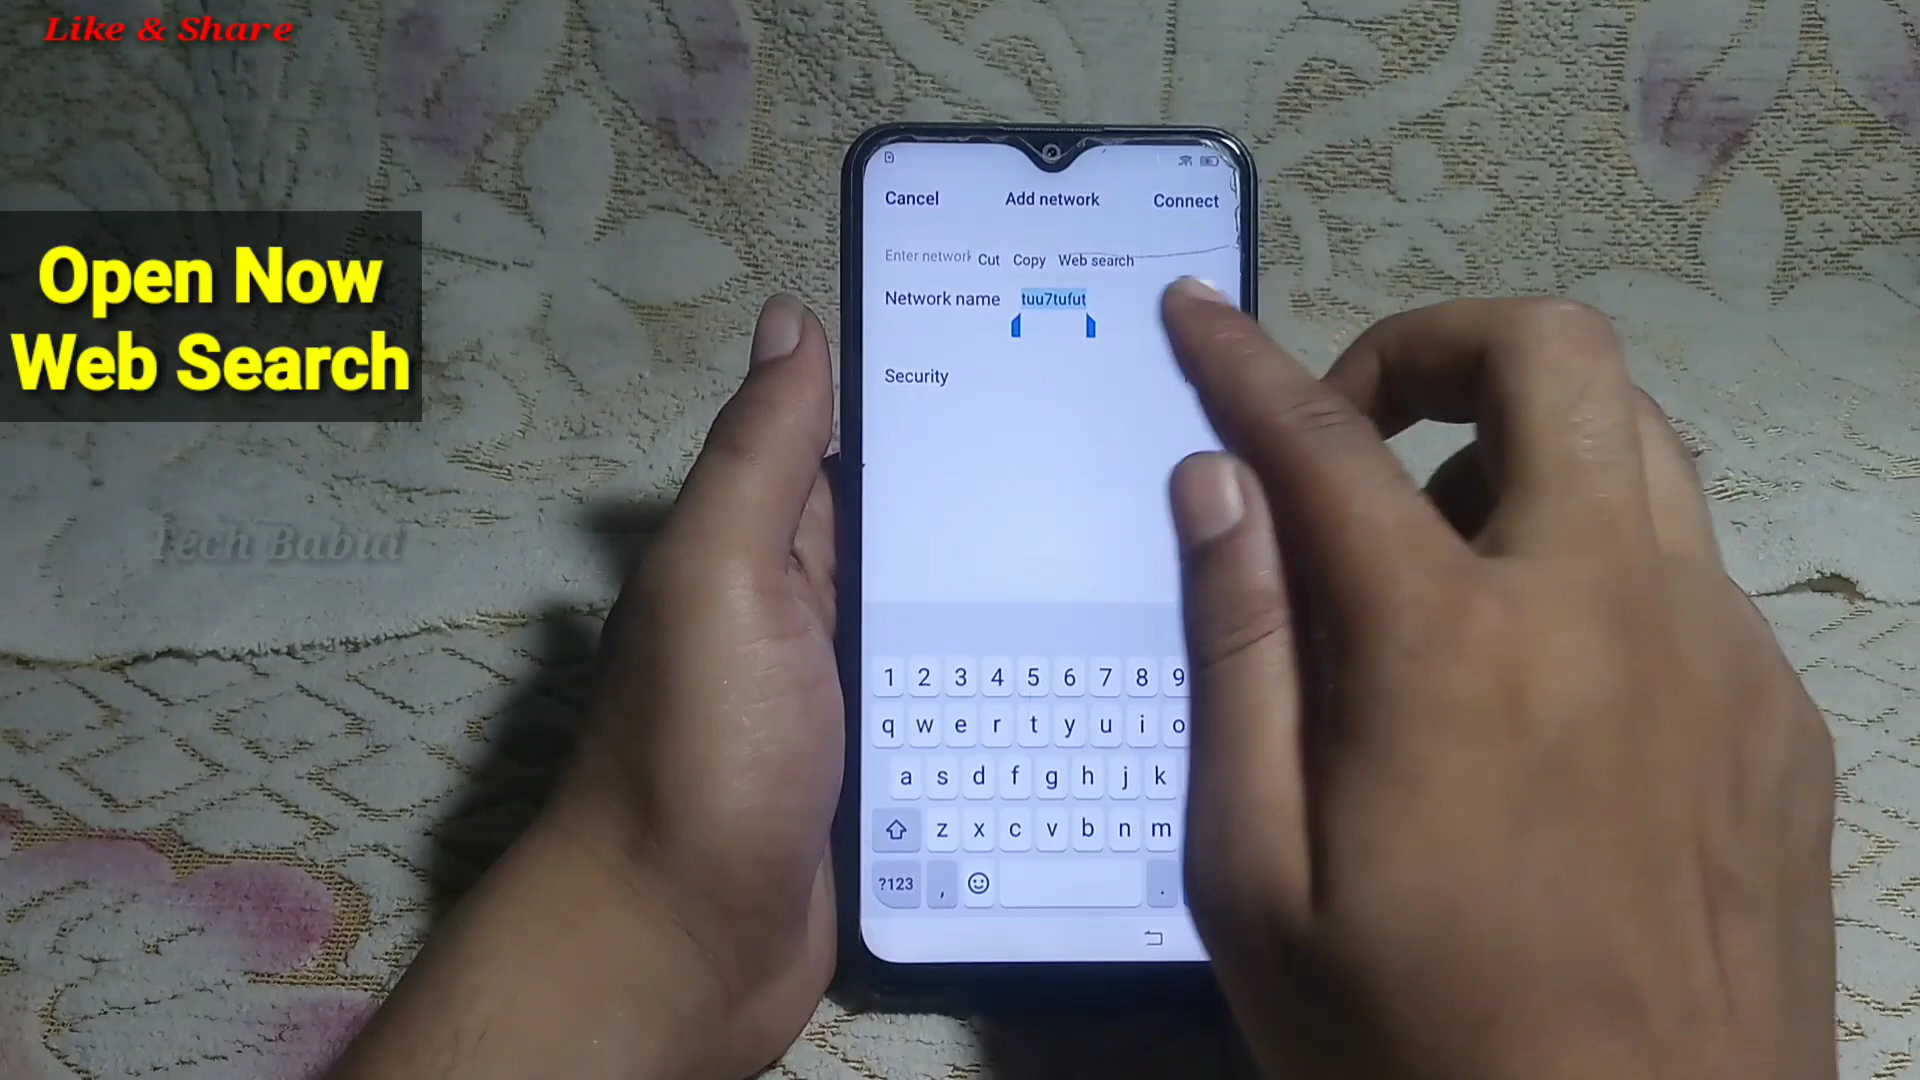 Like & Share
Open Now
Web Search
Tech Babul
Cancel Add network Connect
Enter network Cut Copy Web search
Network name tuu7tufut
Security
1 2 3 4 5 6 7 8 9
q w e r t y u i o
a s d f g h j k
z x c v b n m
?123 , .